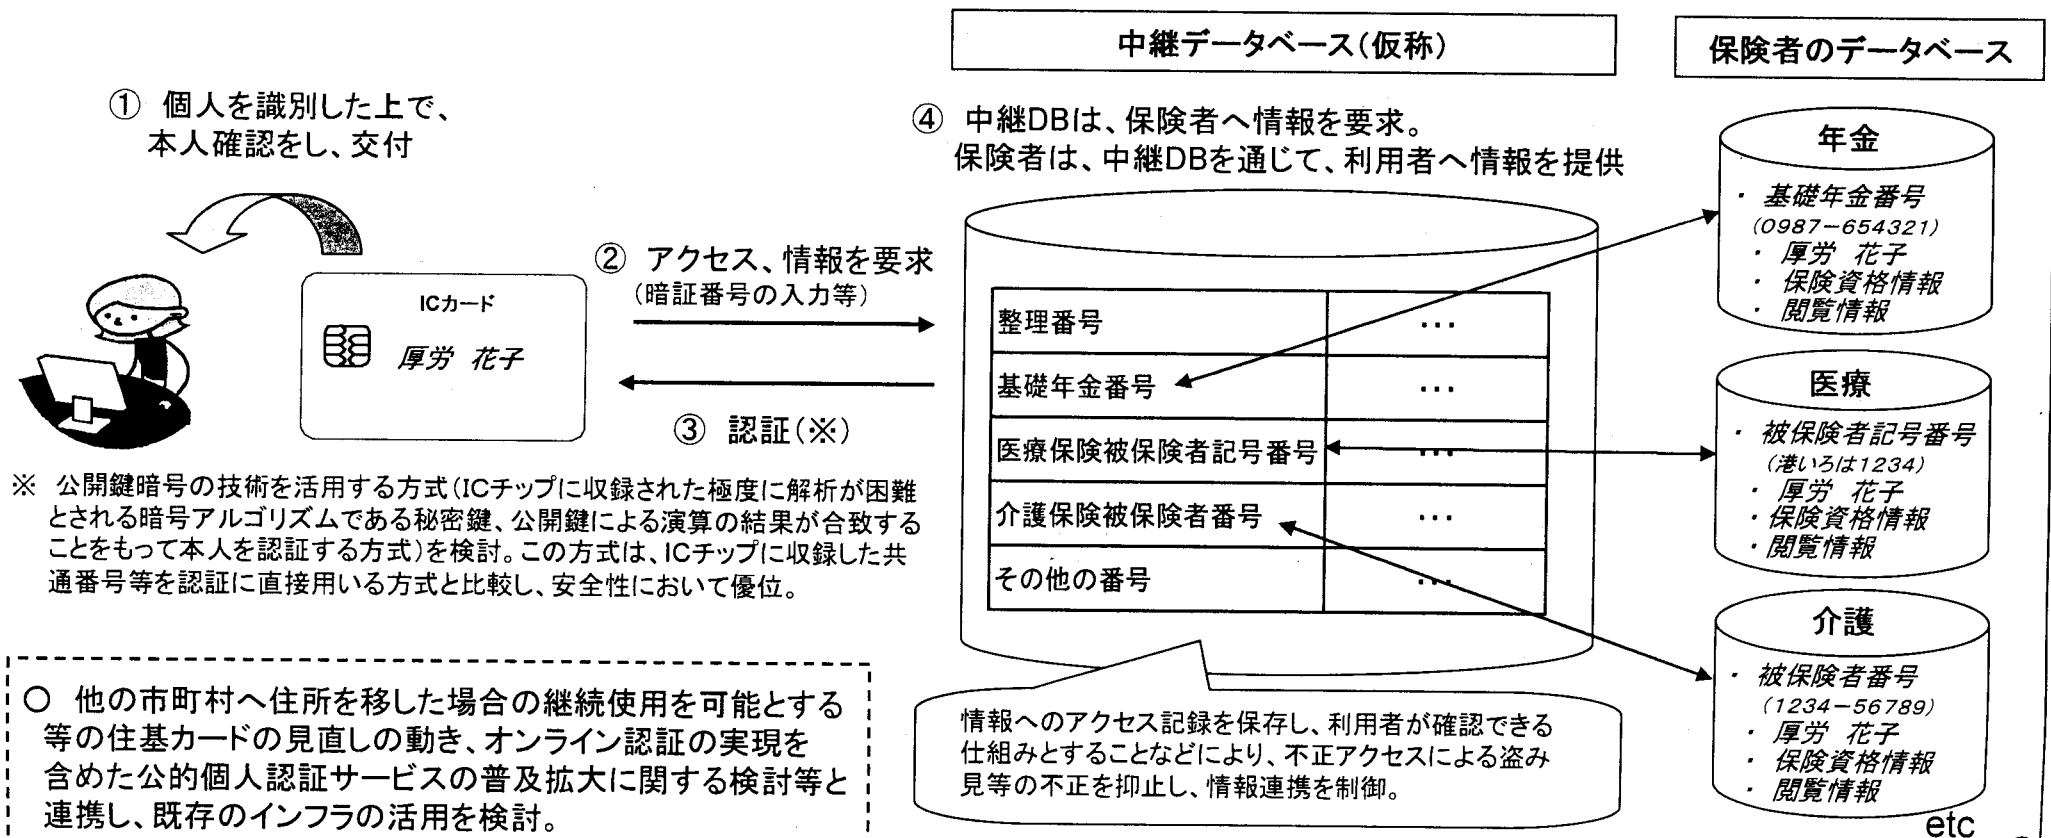 中継データベース(仮称)
保険者のデータベース
① 個人を識別した上で、
本人確認をし、交付
④ 中継DBは、保険者へ情報を要求。
保険者は、中継DBを通じて、利用者へ情報を提供
② アクセス、情報を要求
(暗証番号の入力等)
ICカード
厚労 花子
③ 認証(※)
整理番号 …
基礎年金番号 …
医療保険被保険者記号番号 …
介護保険被保険者番号 …
その他の番号 …
年金
・ 基礎年金番号
(0987-654321)
・ 厚労 花子
・ 保険資格情報
・ 閲覧情報
医療
・ 被保険者記号番号
(港いろは1234)
・ 厚労 花子
・保険資格情報
・閲覧情報
介護
・ 被保険者番号
(1234-56789)
・ 厚労 花子
・ 保険資格情報
・ 閲覧情報
etc
※ 公開鍵暗号の技術を活用する方式(ICチップに収録された極度に解析が困難
とされる暗号アルゴリズムである秘密鍵、公開鍵による演算の結果が合致する
ことをもって本人を認証する方式)を検討。この方式は、ICチップに収録した共
通番号等を認証に直接用いる方式と比較し、安全性において優位。
○ 他の市町村へ住所を移した場合の継続使用を可能とする
等の住基カードの見直しの動き、オンライン認証の実現を
含めた公的個人認証サービスの普及拡大に関する検討等と
連携し、既存のインフラの活用を検討。
情報へのアクセス記録を保存し、利用者が確認できる
仕組みとすることなどにより、不正アクセスによる盗み
見等の不正を抑止し、情報連携を制御。